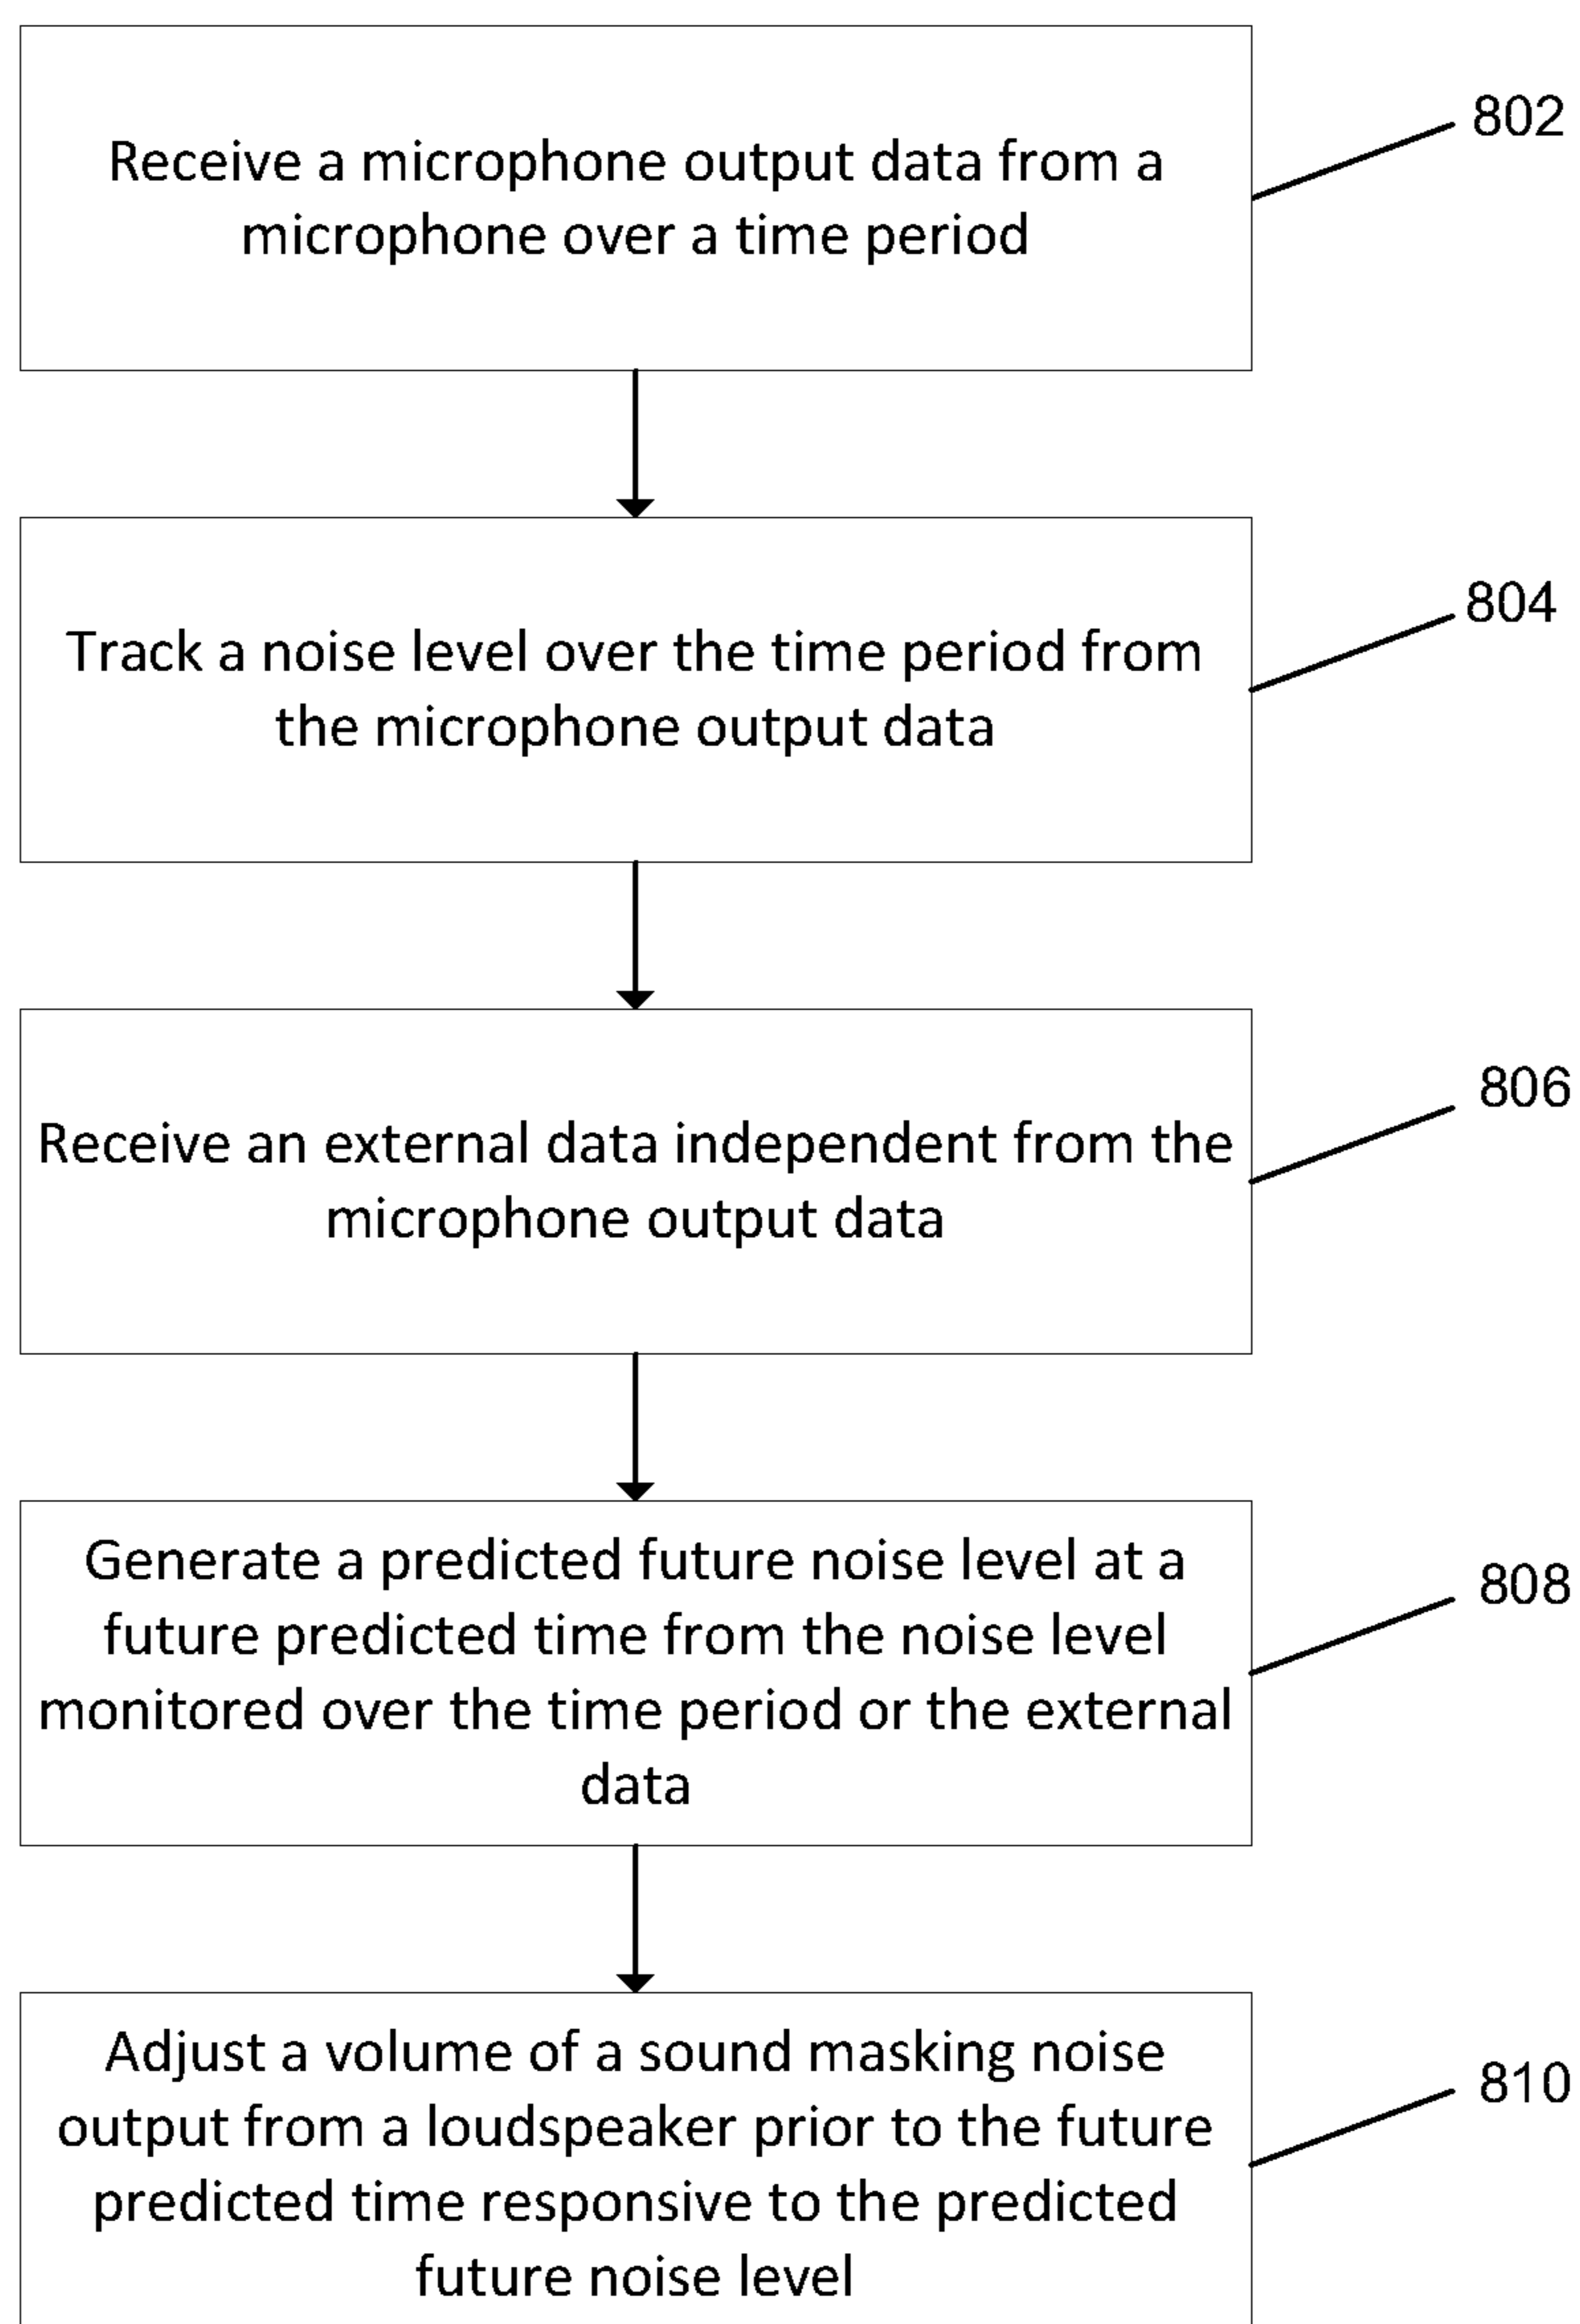 Receive a microphone output data from a
microphone over a time period
802
Track a noise level over the time period from
the microphone output data
804
Receive an external data independent from the
microphone output data
806
Generate a predicted future noise level at a
future predicted time from the noise level
monitored over the time period or the external
data
808
Adjust a volume of a sound masking noise
output from a loudspeaker prior to the future
predicted time responsive to the predicted
future noise level
810